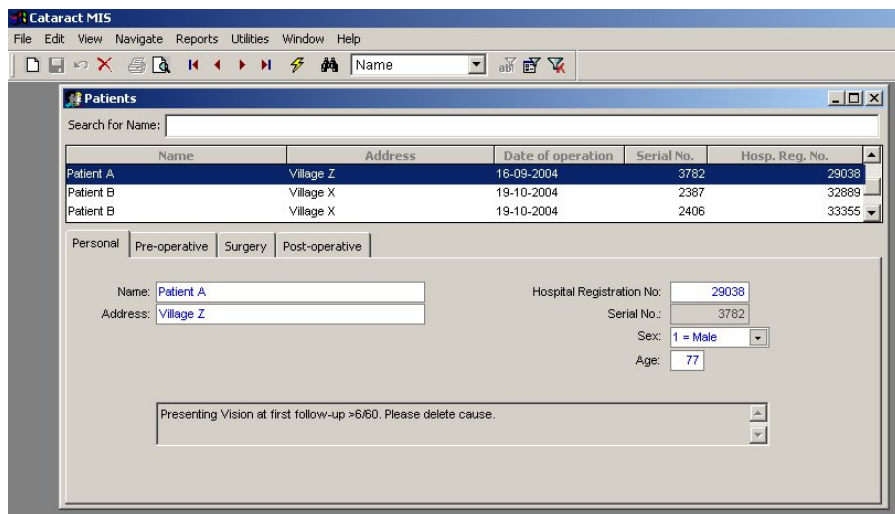 Cataract MIS
File Edit View Navigate Reports Utilities Window Help
Name
Patients
Search for Name:
Name Address Date of operation Serial No. Hosp. Reg. No.
Patient A Village Z 16-09-2004 3782 29038
Patient B Village X 19-10-2004 2387 32889
Patient B Village X 19-10-2004 2406 33355
Personal Pre-operative Surgery Post-operative
Name: Patient A Hospital Registration No: 29038
Address: Village Z Serial No.: 3782
Sex: 1 = Male
Age: 77
Presenting Vision at first follow-up >6/60. Please delete cause.